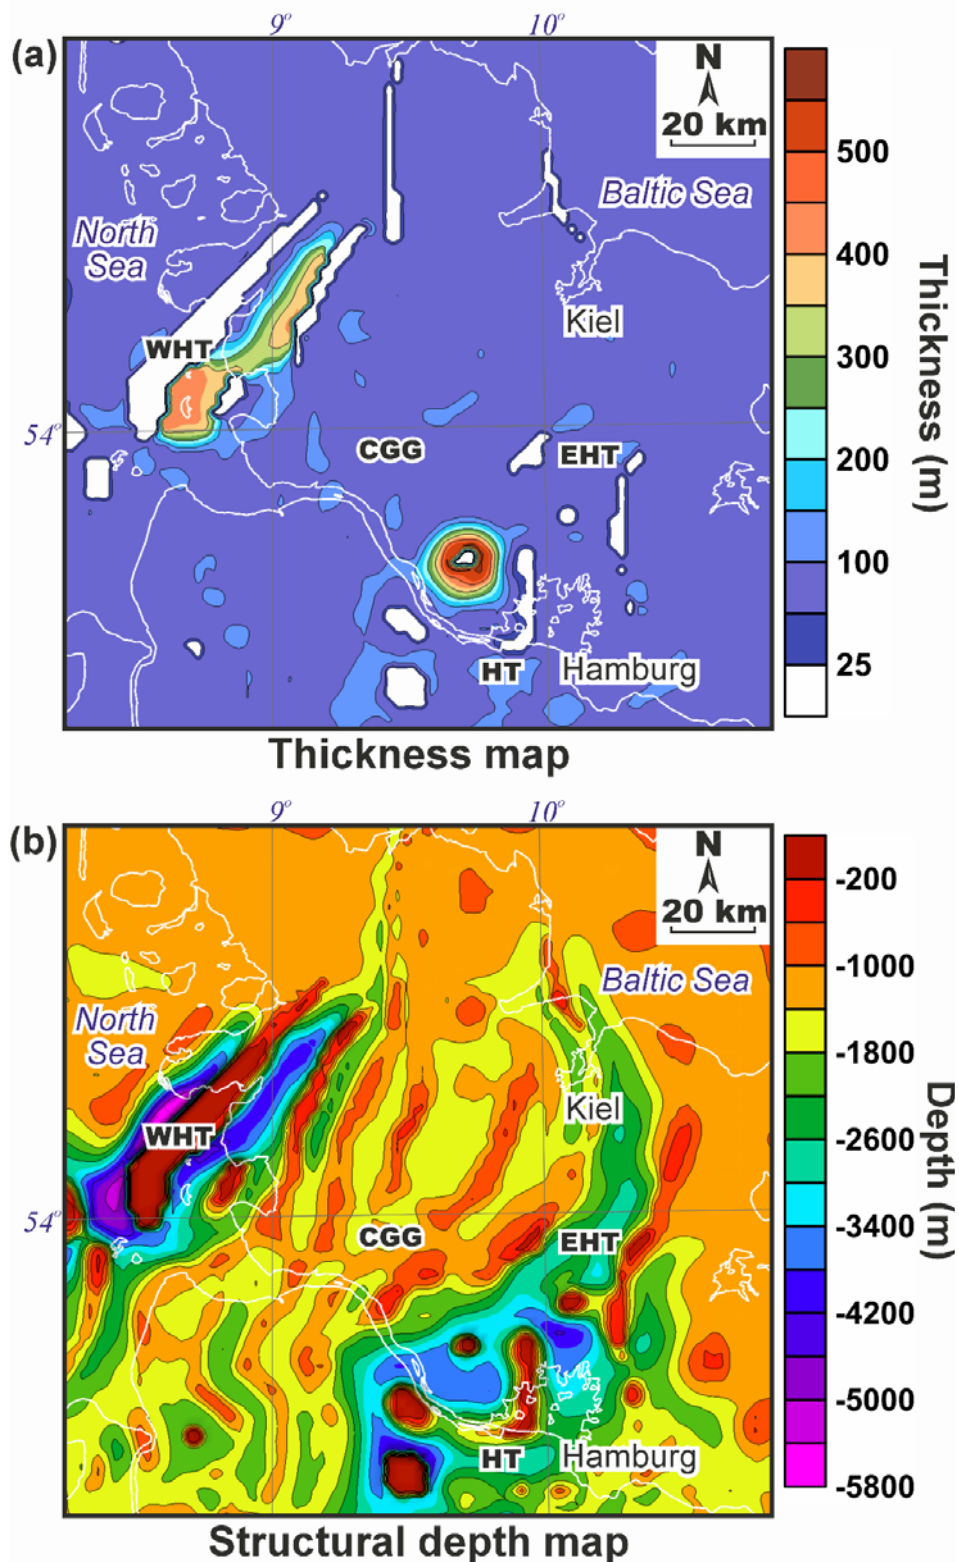 9° 10°
(a)
N
20 km
Baltic Sea
North
Sea
Kiel
WHT
54°
CGG
EHT
HT
Hamburg
500
400
300
200
100
25
Thickness (m)
Thickness map
9° 10°
(b)
N
20 km
Baltic Sea
North
Sea
Kiel
WHT
54°
CGG
EHT
HT
Hamburg
-200
-1000
-1800
-2600
-3400
-4200
-5000
-5800
Depth (m)
Structural depth map